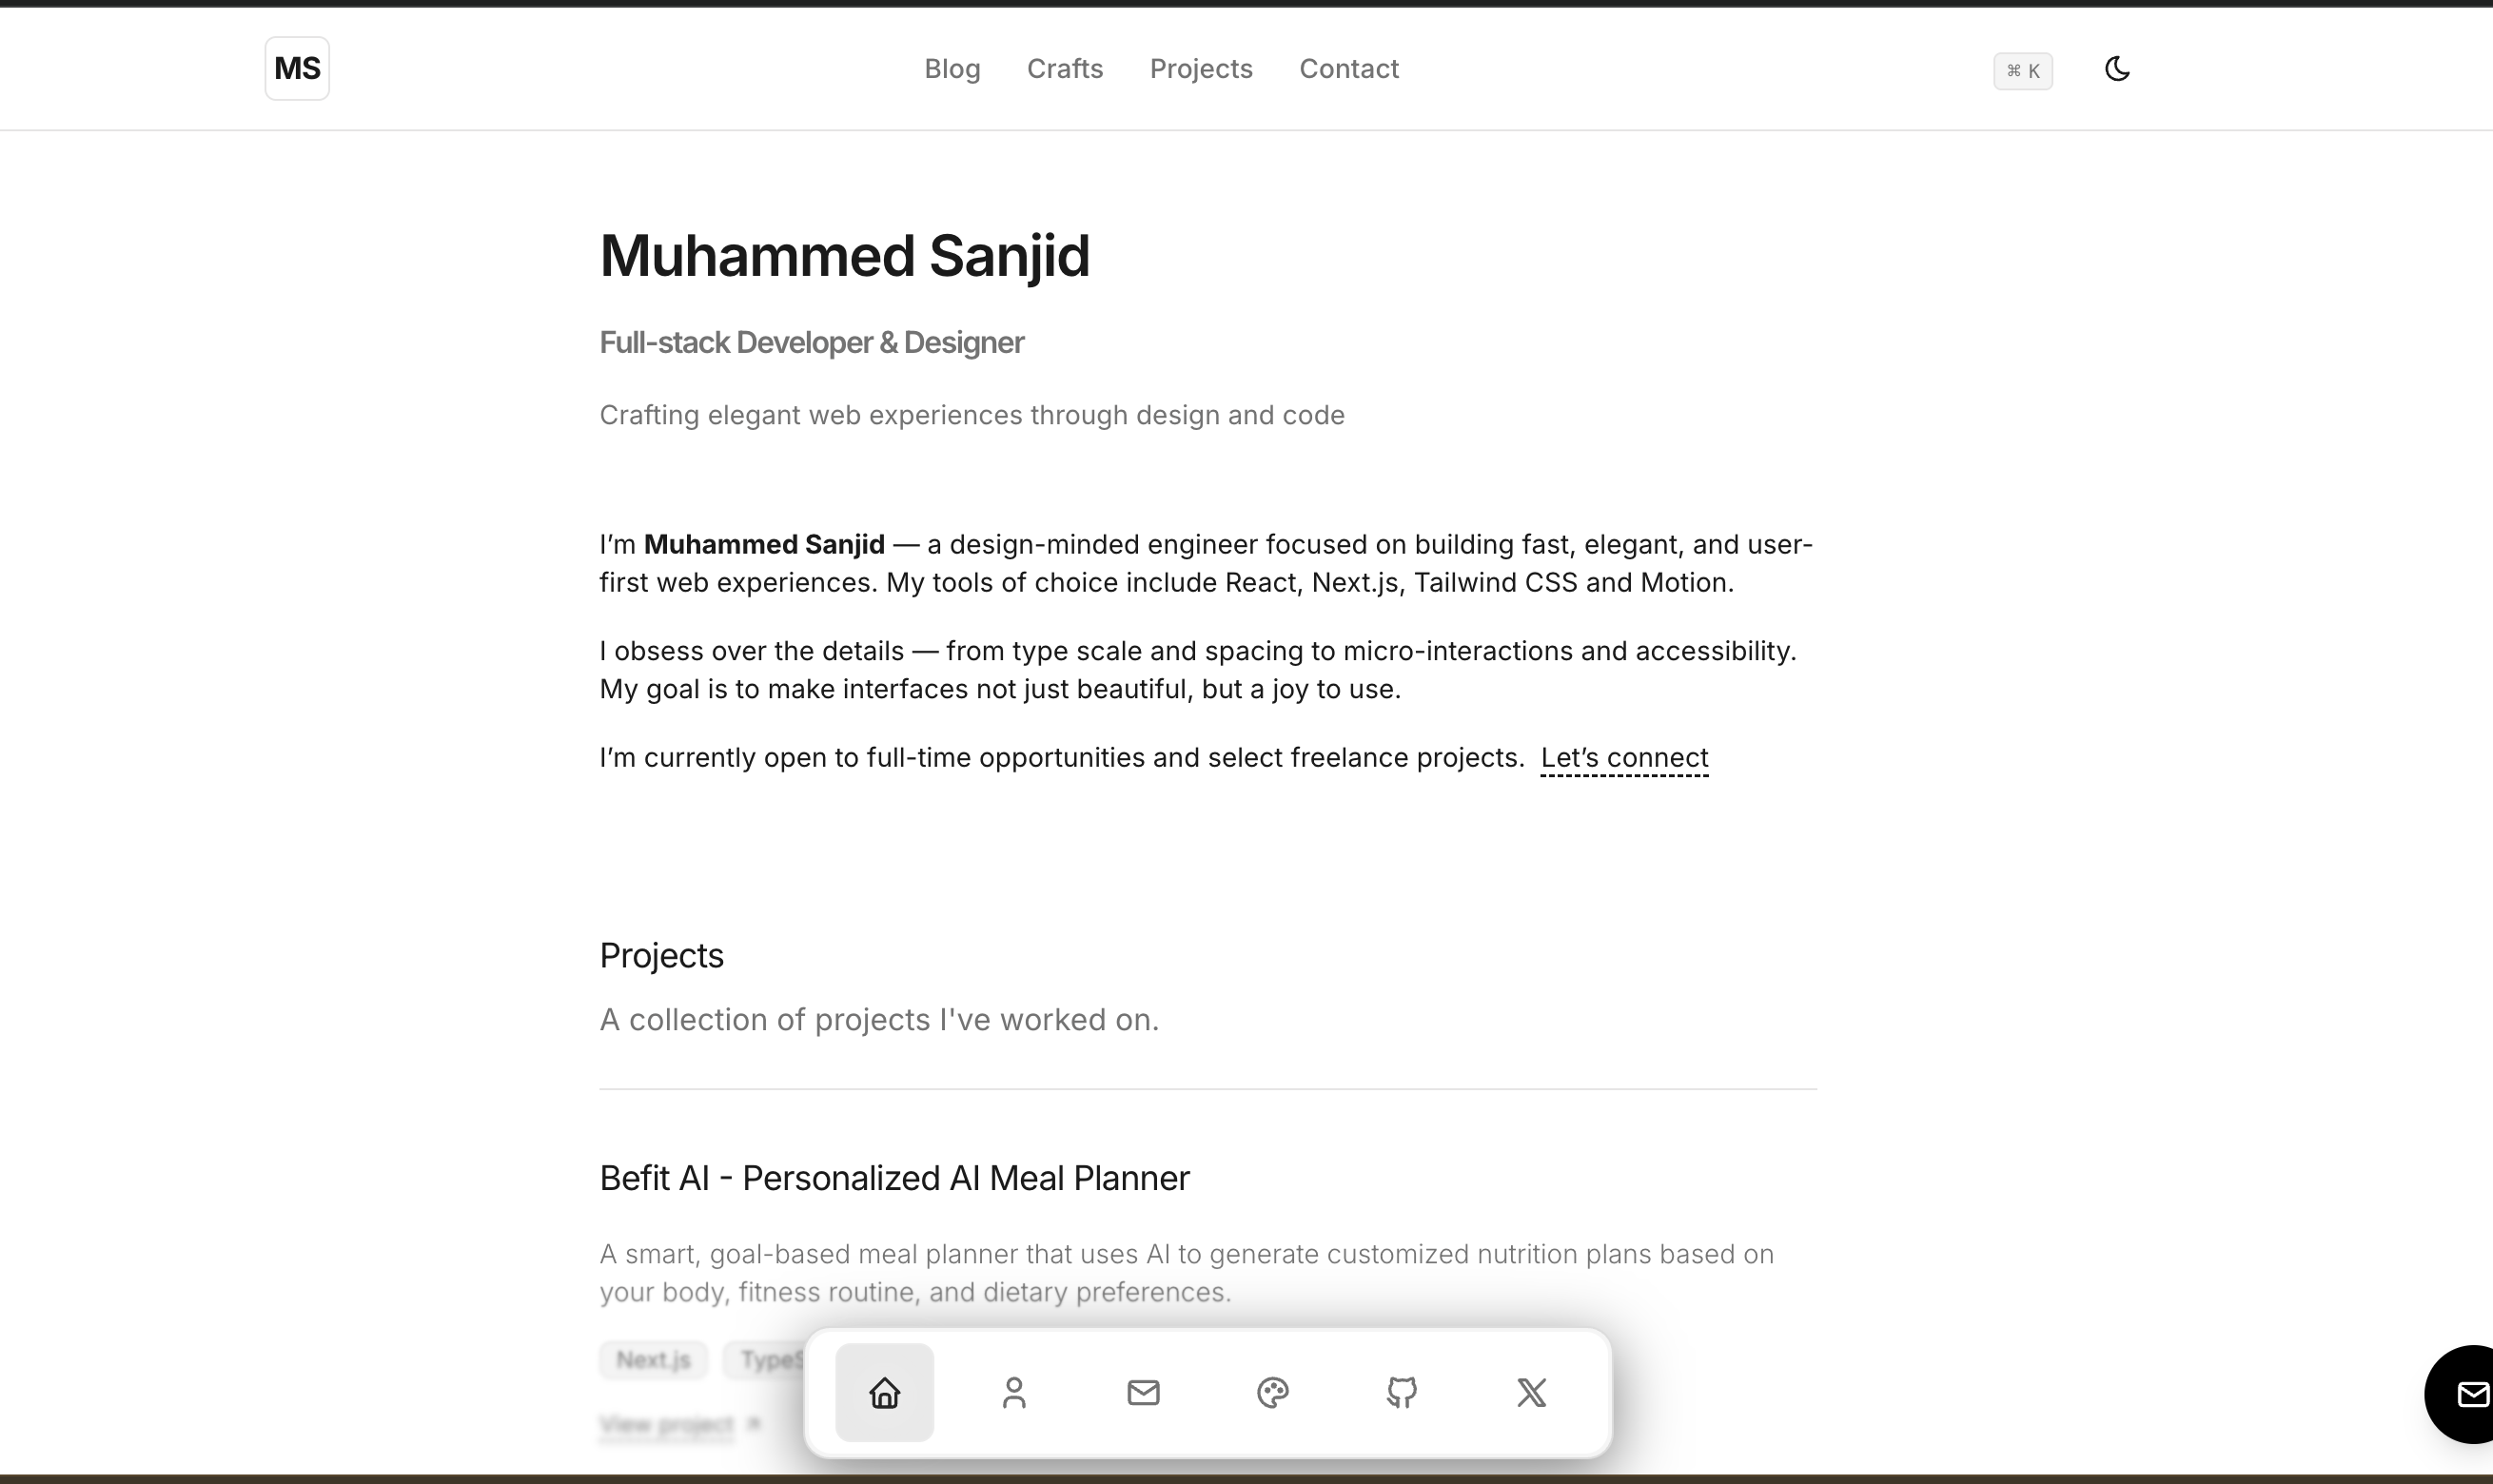 MS
Blog
Crafts
Projects
Contact
⌘ K
Muhammed Sanjid
Full-stack Developer & Designer
Crafting elegant web experiences through design and code
I’m Muhammed Sanjid — a design-minded engineer focused on building fast, elegant, and user-
first web experiences. My tools of choice include React, Next.js, Tailwind CSS and Motion.
I obsess over the details — from type scale and spacing to micro-interactions and accessibility.
My goal is to make interfaces not just beautiful, but a joy to use.
I’m currently open to full-time opportunities and select freelance projects. Let’s connect
Projects
A collection of projects I've worked on.
Befit AI - Personalized AI Meal Planner
A smart, goal-based meal planner that uses AI to generate customized nutrition plans based on
your body, fitness routine, and dietary preferences.
Next.js
View project